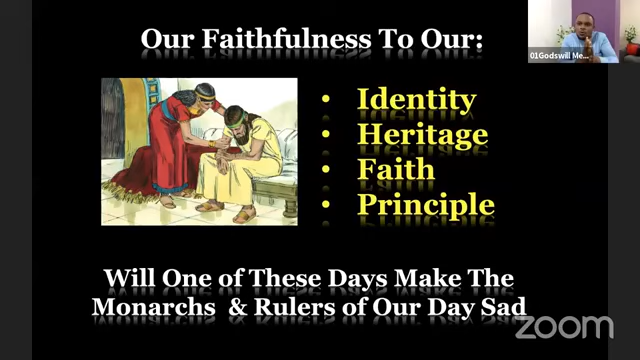 Our Faithfulness To Our:
01Godswill Me...
• Identity
• Heritage
• Faith
• Principle
Will One of These Days Make The
Monarchs & Rulers of Our Day Sad
zoom